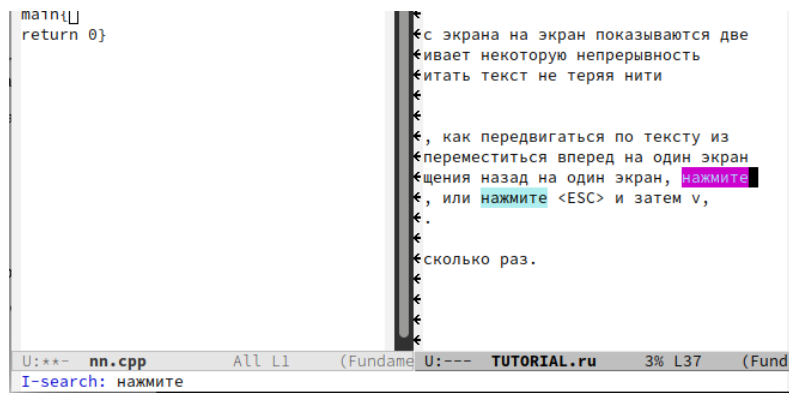 main{
return 0}
с экрана на экран показываются две
ивает некоторую непрерывность
итать текст не теряя нити
, как передвигаться по тексту из
переместиться вперед на один экран
щения назад на один экран, нажмите
, или нажмите <ESC> и затем v,
.
сколько раз.
U:**- nn.cpp All L1 (Fundame
U:--- TUTORIAL.ru 3% L37 (Fund
I-search: нажмите